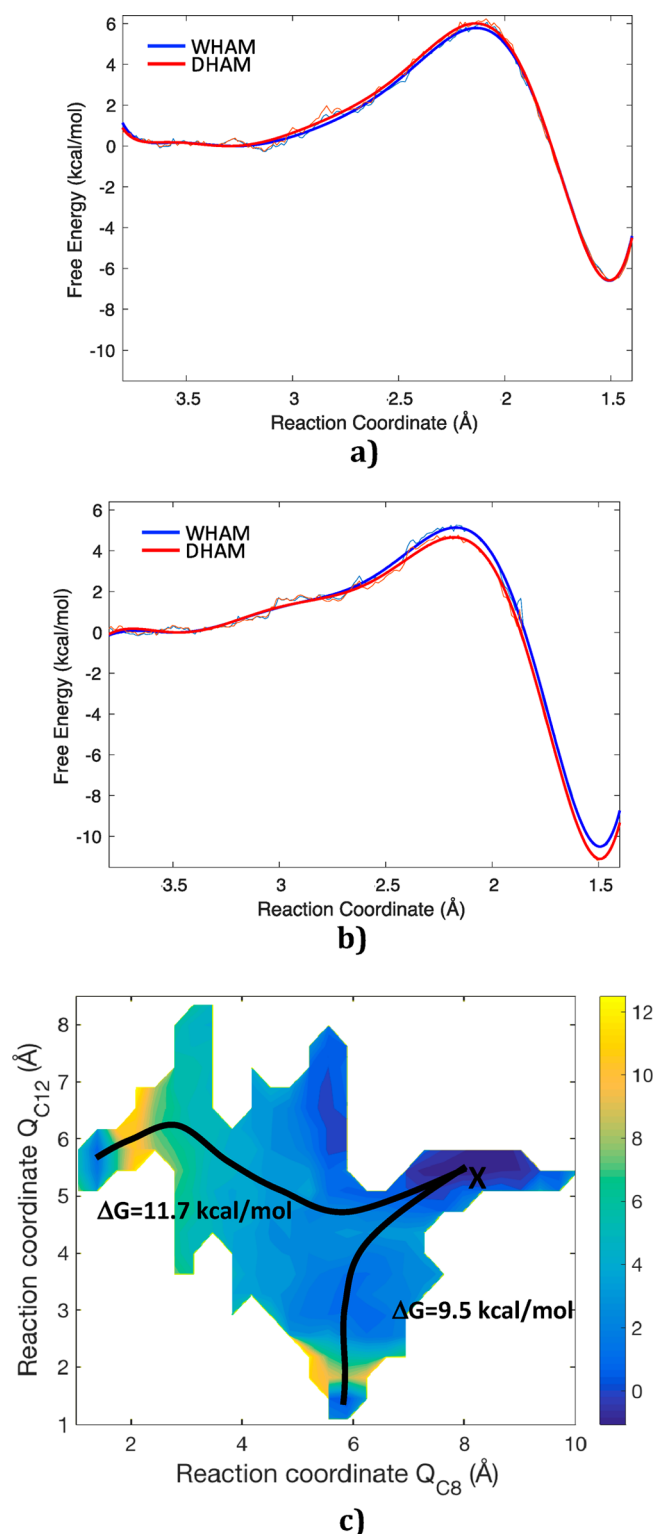 6
4
2
0
-2
-4
-6
-8
-10
WHAM
DHAM
Free Energy (kcal/mol)
3.5 3 2.5 2 1.5
Reaction Coordinate (Å)
a)
6
4
2
0
-2
-4
-6
-8
-10
WHAM
DHAM
Free Energy (kcal/mol)
3.5 3 2.5 2 1.5
Reaction Coordinate (Å)
b)
8
7
6
5
4
3
2
1
Reaction coordinate Q_C12 (Å)
X
ΔG=11.7 kcal/mol
ΔG=9.5 kcal/mol
12
10
8
6
4
2
0
2 4 6 8 10
Reaction coordinate Q_C8 (Å)
c)